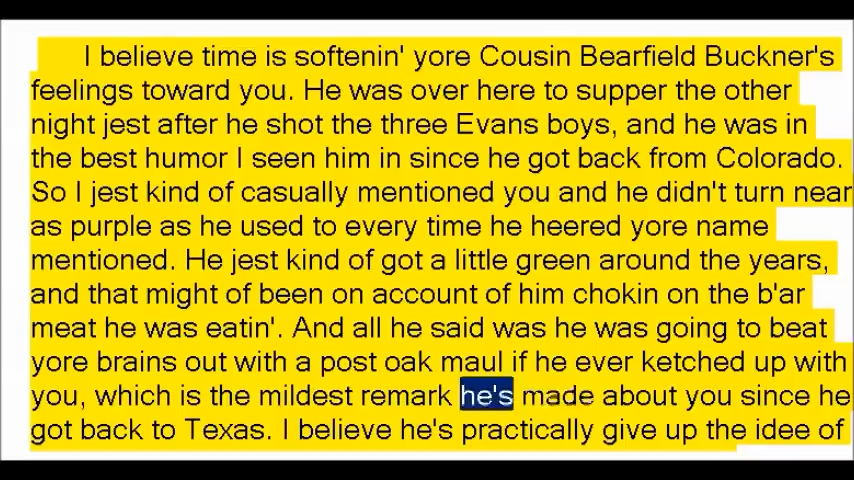 I believe time is softenin' yore Cousin Bearfield Buckner's
feelings toward you. He was over here to supper the other
night jest after he shot the three Evans boys, and he was in
the best humor I seen him in since he got back from Colorado.
So I jest kind of casually mentioned you and he didn't turn near
as purple as he used to every time he heered yore name
mentioned. He jest kind of got a little green around the years,
and that might of been on account of him chokin on the b'ar
meat he was eatin'. And all he said was he was going to beat
yore brains out with a post oak maul if he ever ketched up with
you, which is the mildest remark he's made about you since he
got back to Texas. I believe he's practically give up the idee of